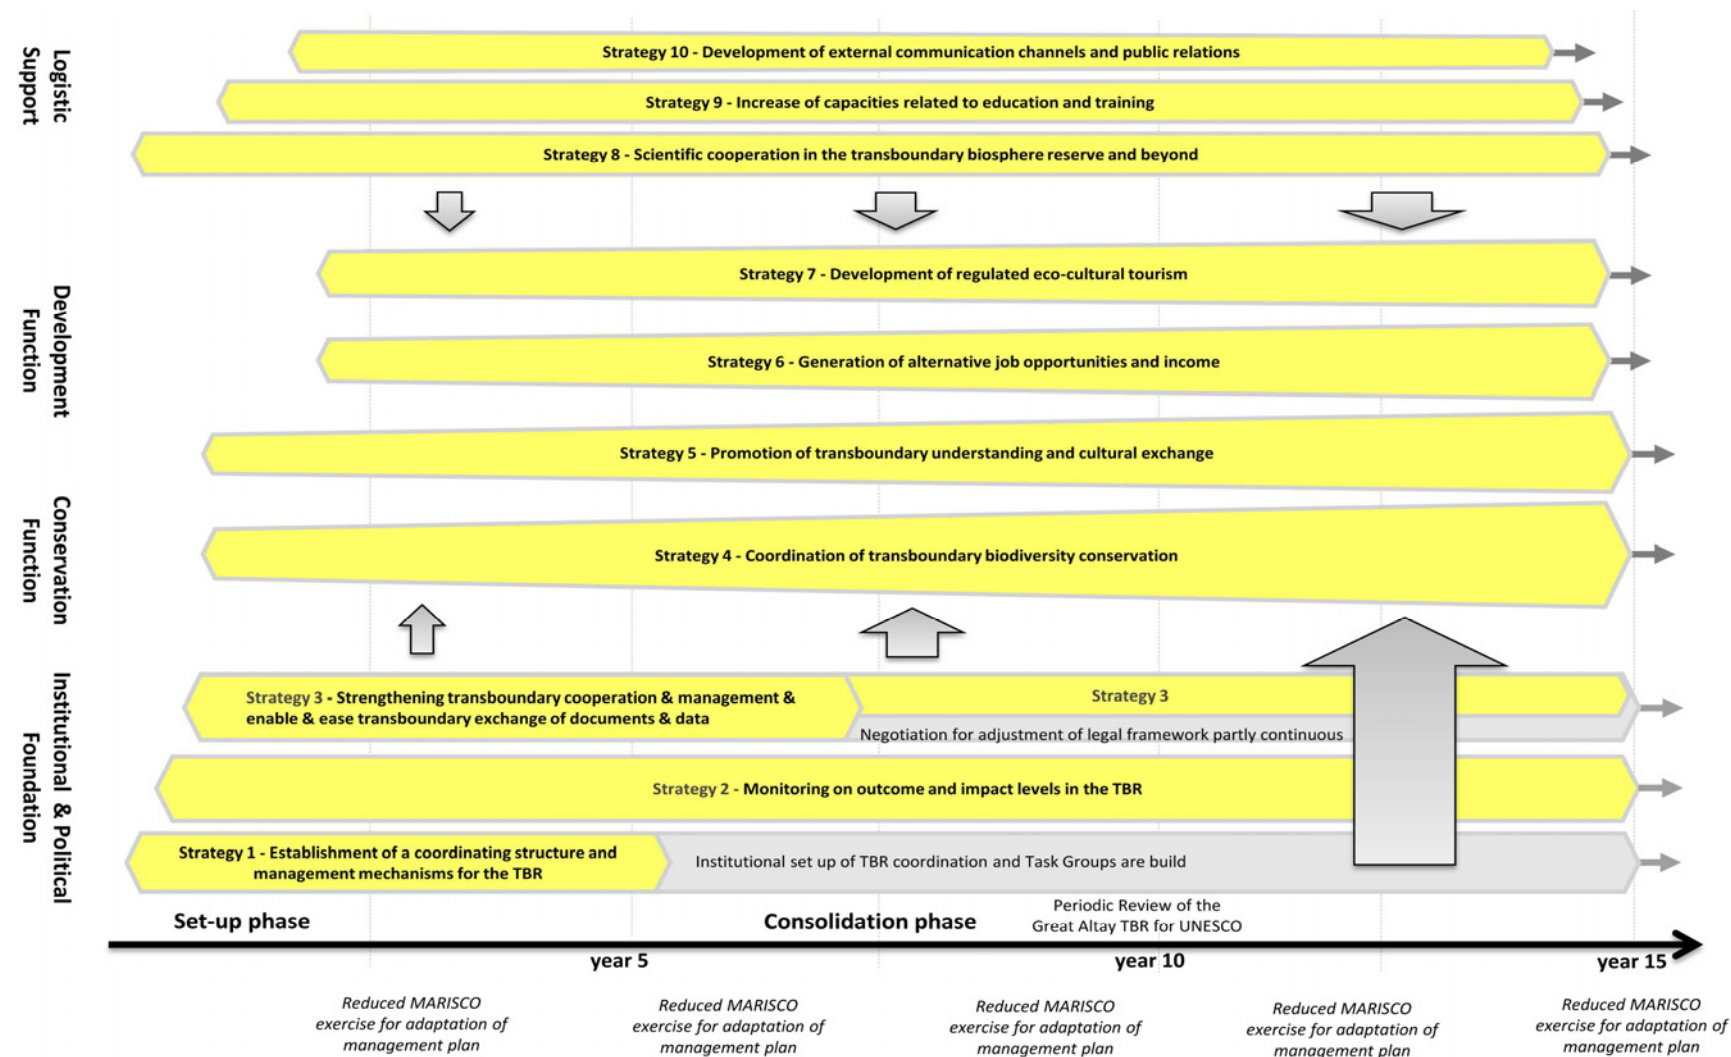 Logistic
Support
Strategy 10 - Development of external communication channels and public relations
Strategy 9 - Increase of capacities related to education and training
Strategy 8 - Scientific cooperation in the transboundary biosphere reserve and beyond
Development
Function
Strategy 7 - Development of regulated eco-cultural tourism
Strategy 6 - Generation of alternative job opportunities and income
Strategy 5 - Promotion of transboundary understanding and cultural exchange
Conservation
Function
Strategy 4 - Coordination of transboundary biodiversity conservation
Institutional & Political
Foundation
Strategy 3 - Strengthening transboundary cooperation & management &
enable & ease transboundary exchange of documents & data
Strategy 3
Negotiation for adjustment of legal framework partly continuous
Strategy 2 - Monitoring on outcome and impact levels in the TBR
Strategy 1 - Establishment of a coordinating structure and
management mechanisms for the TBR
Institutional set up of TBR coordination and Task Groups are build
Set-up phase
Consolidation phase
Periodic Review of the
Great Altay TBR for UNESCO
year 5
year 10
year 15
Reduced MARISCO
exercise for adaptation of
management plan
Reduced MARISCO
exercise for adaptation of
management plan
Reduced MARISCO
exercise for adaptation of
management plan
Reduced MARISCO
exercise for adaptation of
management plan
Reduced MARISCO
exercise for adaptation of
management plan